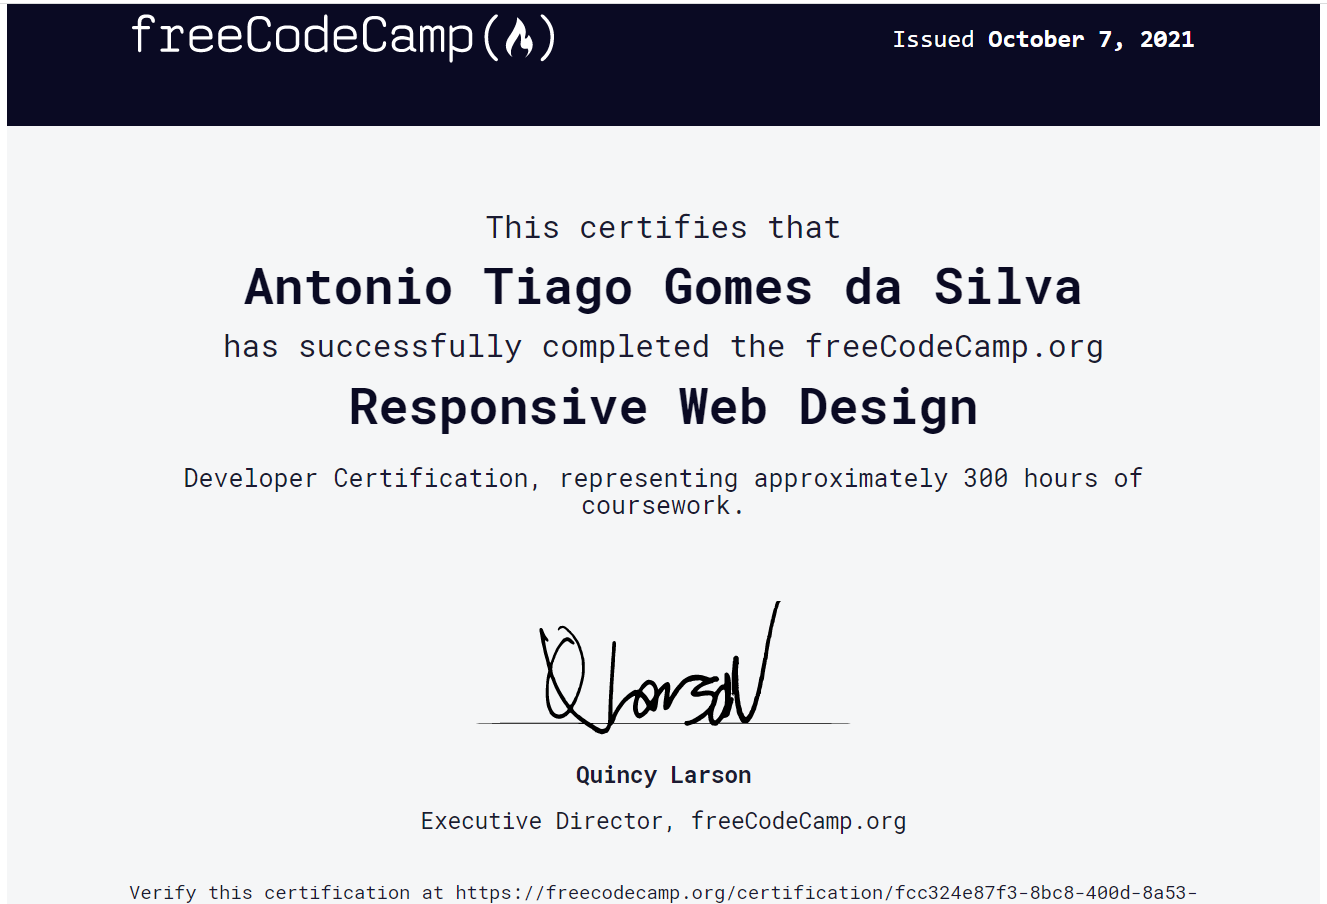 freeCodeCamp
Issued October 7, 2021
This certifies that
Antonio Tiago Gomes da Silva
has successfully completed the freeCodeCamp.org
Responsive Web Design
Developer Certification, representing approximately 300 hours of
coursework.
Q Larson
Quincy Larson
Executive Director, freeCodeCamp.org
Verify this certification at https://freecodecamp.org/certification/fcc324e87f3-8bc8-400d-8a53-